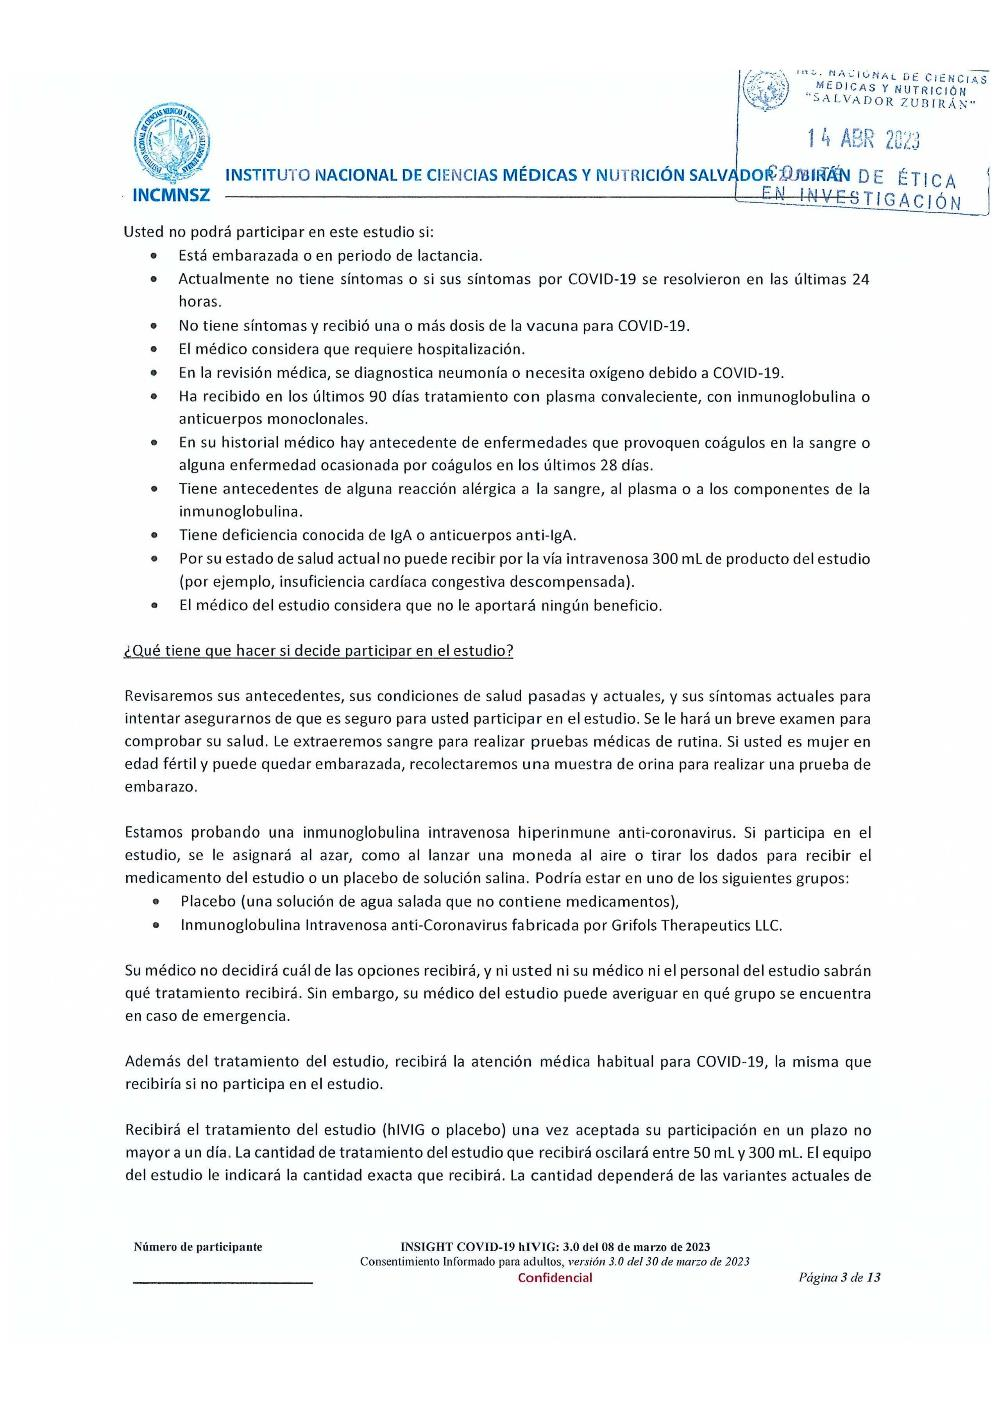 INS. NACIONAL DE CIENCIAS
MEDICAS Y NUTRICIÓN
"SALVADOR ZUBIRÁN"
14 ABR 2023
COMITÉ DE ÉTICA
EN INVESTIGACIÓN
INCMNSZ
INSTITUTO NACIONAL DE CIENCIAS MÉDICAS Y NUTRICIÓN SALVADOR ZUBIRÁN
Usted no podrá participar en este estudio si:
• Está embarazada o en periodo de lactancia.
• Actualmente no tiene síntomas o si sus síntomas por COVID-19 se resolvieron en las últimas 24
horas.
• No tiene síntomas y recibió una o más dosis de la vacuna para COVID-19.
• El médico considera que requiere hospitalización.
• En la revisión médica, se diagnostica neumonía o necesita oxígeno debido a COVID-19.
• Ha recibido en los últimos 90 días tratamiento con plasma convaleciente, con inmunoglobulina o
anticuerpos monoclonales.
• En su historial médico hay antecedente de enfermedades que provoquen coágulos en la sangre o
alguna enfermedad ocasionada por coágulos en los últimos 28 días.
• Tiene antecedentes de alguna reacción alérgica a la sangre, al plasma o a los componentes de la
inmunoglobulina.
• Tiene deficiencia conocida de IgA o anticuerpos anti-IgA.
• Por su estado de salud actual no puede recibir por la vía intravenosa 300 mL de producto del estudio
(por ejemplo, insuficiencia cardíaca congestiva descompensada).
• El médico del estudio considera que no le aportará ningún beneficio.
¿Qué tiene que hacer si decide participar en el estudio?
Revisaremos sus antecedentes, sus condiciones de salud pasadas y actuales, y sus síntomas actuales para
intentar asegurarnos de que es seguro para usted participar en el estudio. Se le hará un breve examen para
comprobar su salud. Le extraeremos sangre para realizar pruebas médicas de rutina. Si usted es mujer en
edad fértil y puede quedar embarazada, recolectaremos una muestra de orina para realizar una prueba de
embarazo.
Estamos probando una inmunoglobulina intravenosa hiperinmune anti-coronavirus. Si participa en el
estudio, se le asignará al azar, como al lanzar una moneda al aire o tirar los dados para recibir el
medicamento del estudio o un placebo de solución salina. Podría estar en uno de los siguientes grupos:
• Placebo (una solución de agua salada que no contiene medicamentos),
• Inmunoglobulina Intravenosa anti-Coronavirus fabricada por Grifols Therapeutics LLC.
Su médico no decidirá cuál de las opciones recibirá, y ni usted ni su médico ni el personal del estudio sabrán
qué tratamiento recibirá. Sin embargo, su médico del estudio puede averiguar en qué grupo se encuentra
en caso de emergencia.
Además del tratamiento del estudio, recibirá la atención médica habitual para COVID-19, la misma que
recibiría si no participa en el estudio.
Recibirá el tratamiento del estudio (hIVIG o placebo) una vez aceptada su participación en un plazo no
mayor a un día. La cantidad de tratamiento del estudio que recibirá oscilará entre 50 mL y 300 mL. El equipo
del estudio le indicará la cantidad exacta que recibirá. La cantidad dependerá de las variantes actuales de
Número de participante
INSIGHT COVID-19 hIVIG: 3.0 del 08 de marzo de 2023
Consentimiento Informado para adultos, versión 3.0 del 30 de marzo de 2023
Confidencial
Página 3 de 13